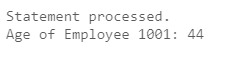 Statement processed.
Age of Employee 1001: 44